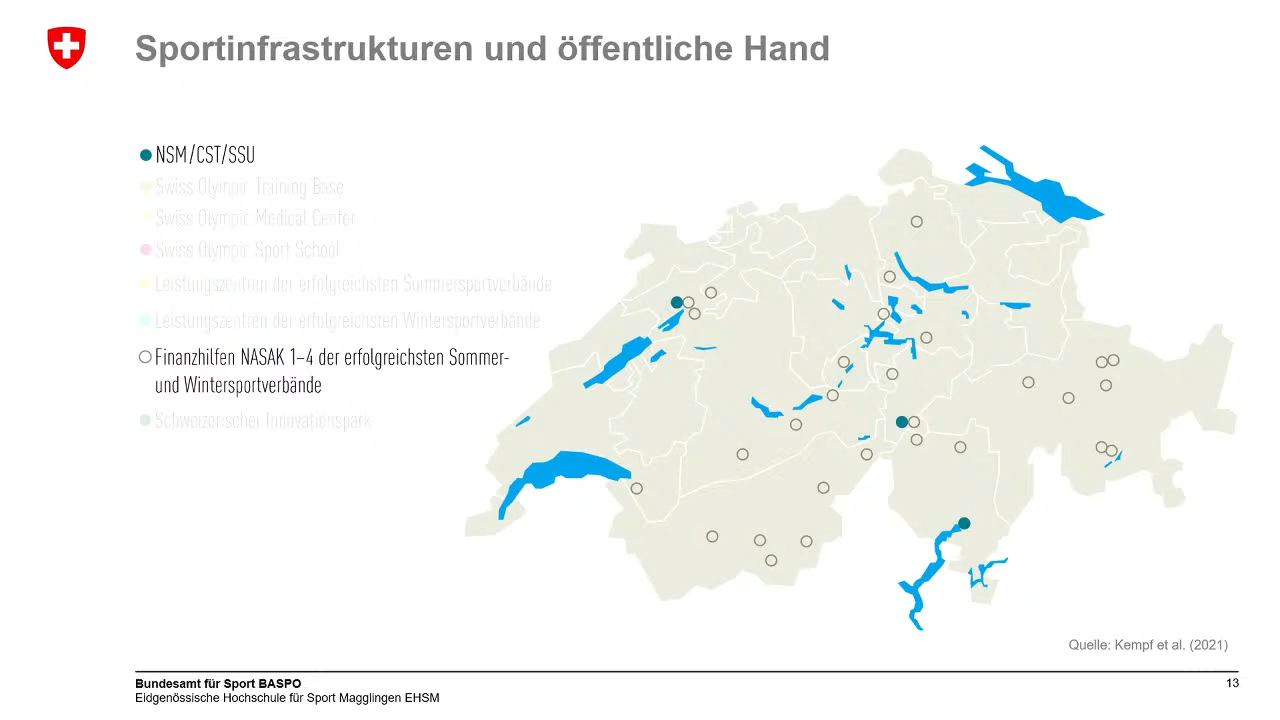 Sportinfrastrukturen und öffentliche Hand
NSM/CST/SSU
Swiss Olympic Training Base
Swiss Olympic Medical Center
Swiss Olympic Sport School
Leistungszentren der erfolgreichsten Sommersportverbände
Leistungszentren der erfolgreichsten Wintersportverbände
Finanzhilfen NASAK 1–4 der erfolgreichsten Sommer-
und Wintersportverbände
Schweizerischer Innovationspark
Quelle: Kempf et al. (2021)
Bundesamt für Sport BASPO
13
Eidgenössische Hochschule für Sport Magglingen EHSM